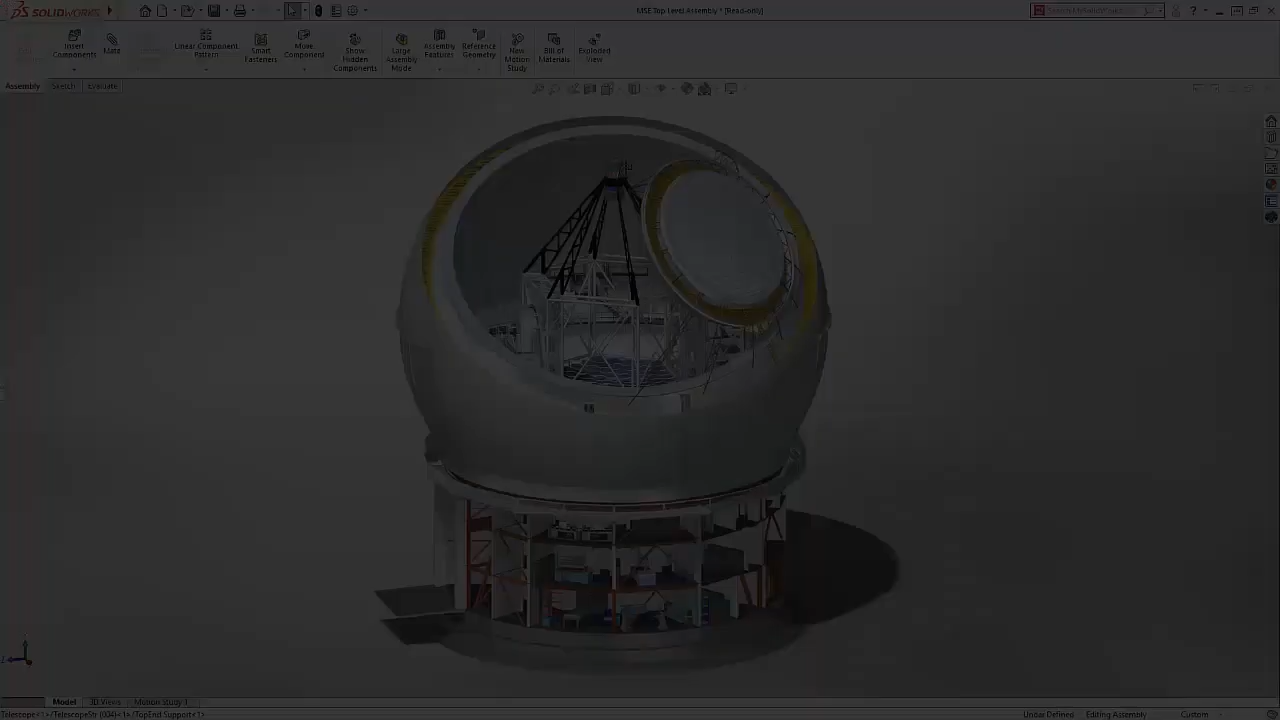 SOLIDWORKS
MSE Top Level Assembly * [Read-only]
Insert Components
Mate
Linear Component Pattern
Smart Fasteners
Move Component
Show Hidden Components
Large Assembly Mode
Assembly Features
Reference Geometry
New Motion Study
Bill of Materials
Exploded View
Assembly Sketch Evaluate
Model 3D Views Motion Study 1
Under Defined Editing Assembly Custom